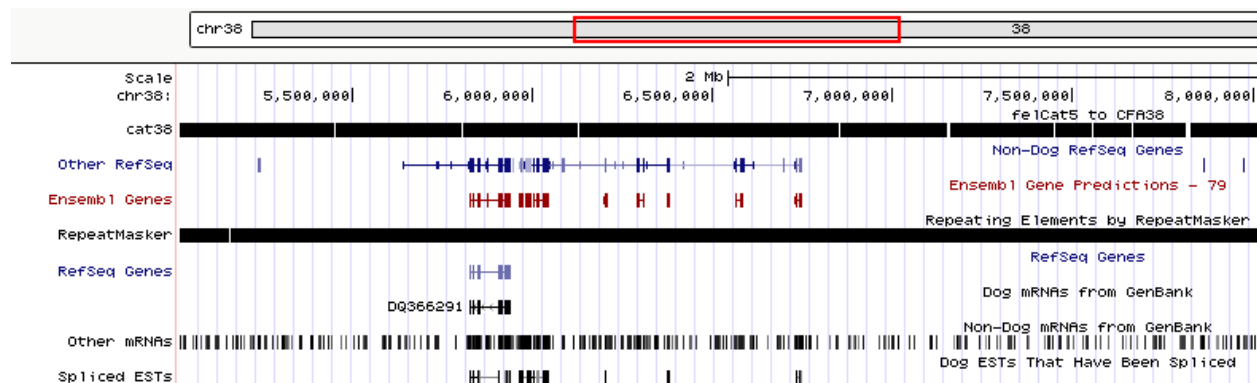 chr38 38
Scale 2 Mb
chr38: 5,500,000 6,000,000 6,500,000 7,000,000 7,500,000 8,000,000
felCat5 to CFA38
cat38
Non-Dog RefSeq Genes
Other RefSeq
Ensembl Gene Predictions - 79
Ensembl Genes
Repeating Elements by RepeatMasker
RepeatMasker
RefSeq Genes
RefSeq Genes
Dog mRNAs from GenBank
DQ366291
Non-Dog mRNAs from GenBank
Other mRNAs
Dog ESTs That Have Been Spliced
Spliced ESTs